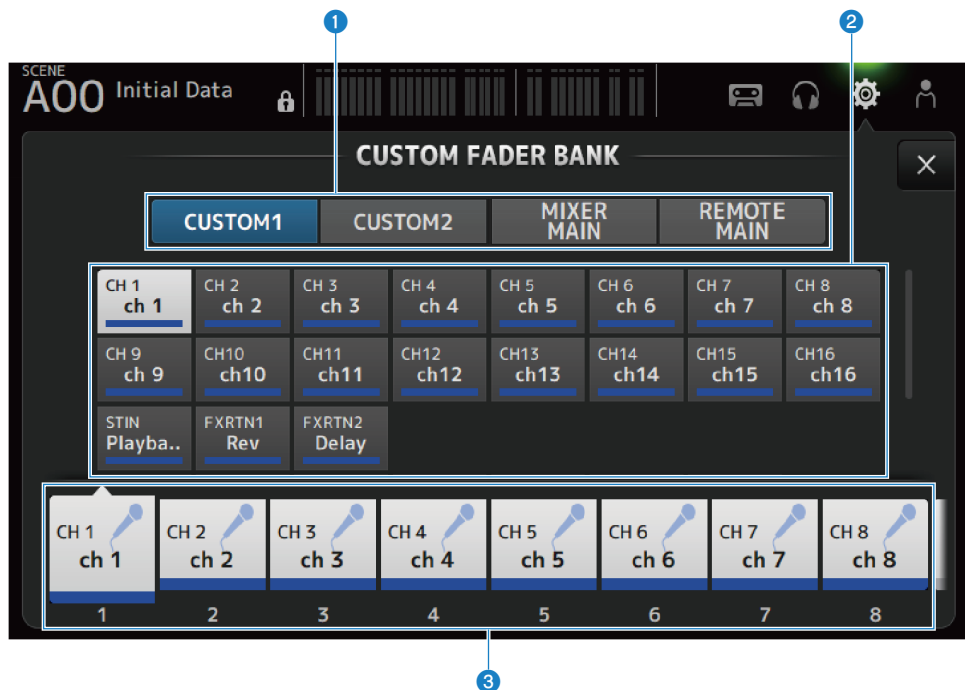 1 2
SCENE
A00 Initial Data
CUSTOM FADER BANK
CUSTOM1 CUSTOM2 MIXER MAIN REMOTE MAIN
CH 1 CH 2 CH 3 CH 4 CH 5 CH 6 CH 7 CH 8
ch 1 ch 2 ch 3 ch 4 ch 5 ch 6 ch 7 ch 8
CH 9 CH10 CH11 CH12 CH13 CH14 CH15 CH16
ch 9 ch10 ch11 ch12 ch13 ch14 ch15 ch16
STIN FXRTN1 FXRTN2
Playba.. Rev Delay
CH 1 CH 2 CH 3 CH 4 CH 5 CH 6 CH 7 CH 8
ch 1 ch 2 ch 3 ch 4 ch 5 ch 6 ch 7 ch 8
1 2 3 4 5 6 7 8
3